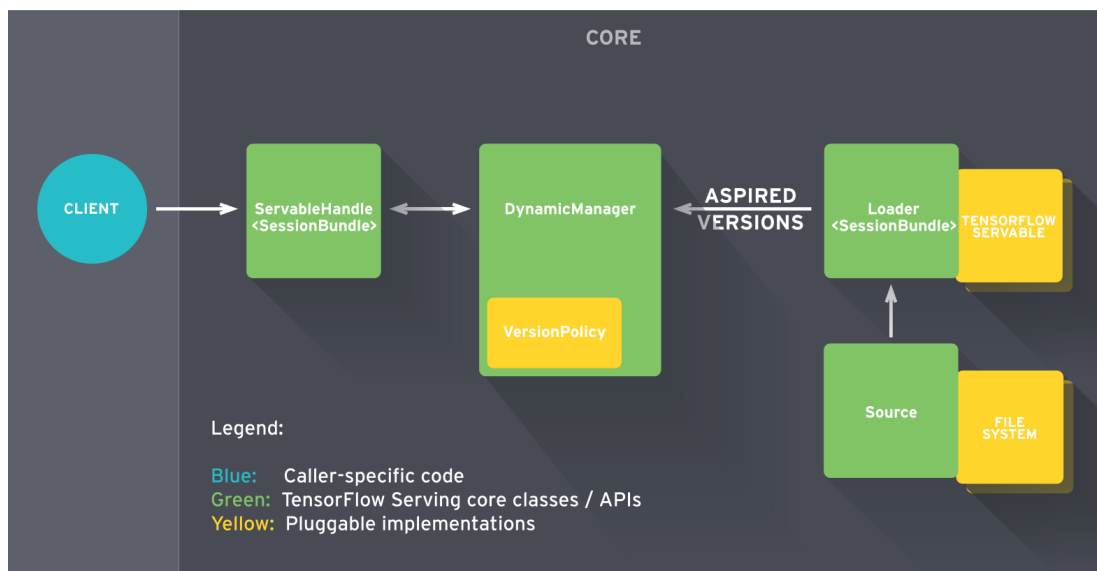 CORE
CLIENT
ServableHandle
<SessionBundle>
DynamicManager
VersionPolicy
ASPIRED
VERSIONS
Loader
<SessionBundle>
TENSORFLOW
SERVABLE
Source
FILE
SYSTEM
Legend:
Blue: Caller-specific code
Green: TensorFlow Serving core classes / APIs
Yellow: Pluggable implementations